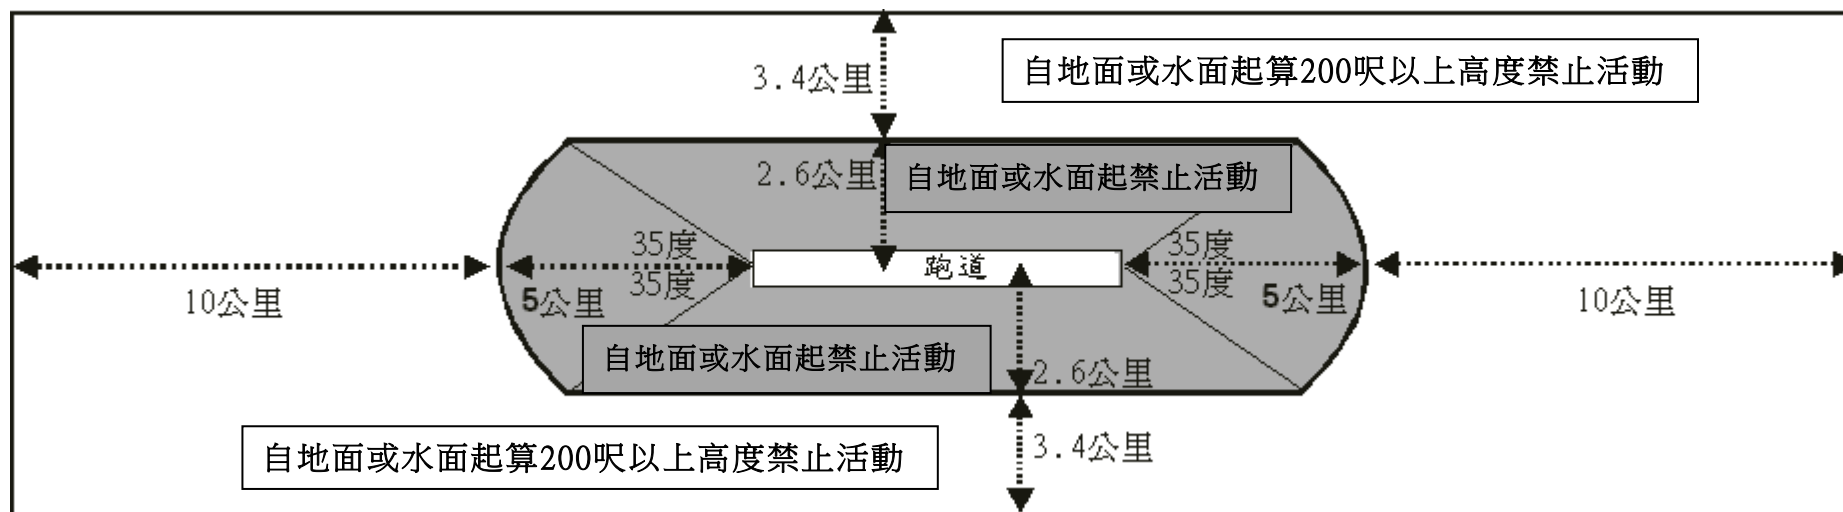 3.4公里
自地面或水面起算200呎以上高度禁止活動
2.6公里
自地面或水面起禁止活動
35度
35度
跑道
35度
35度
10公里
5公里
5公里
10公里
自地面或水面起禁止活動
2.6公里
自地面或水面起算200呎以上高度禁止活動
3.4公里